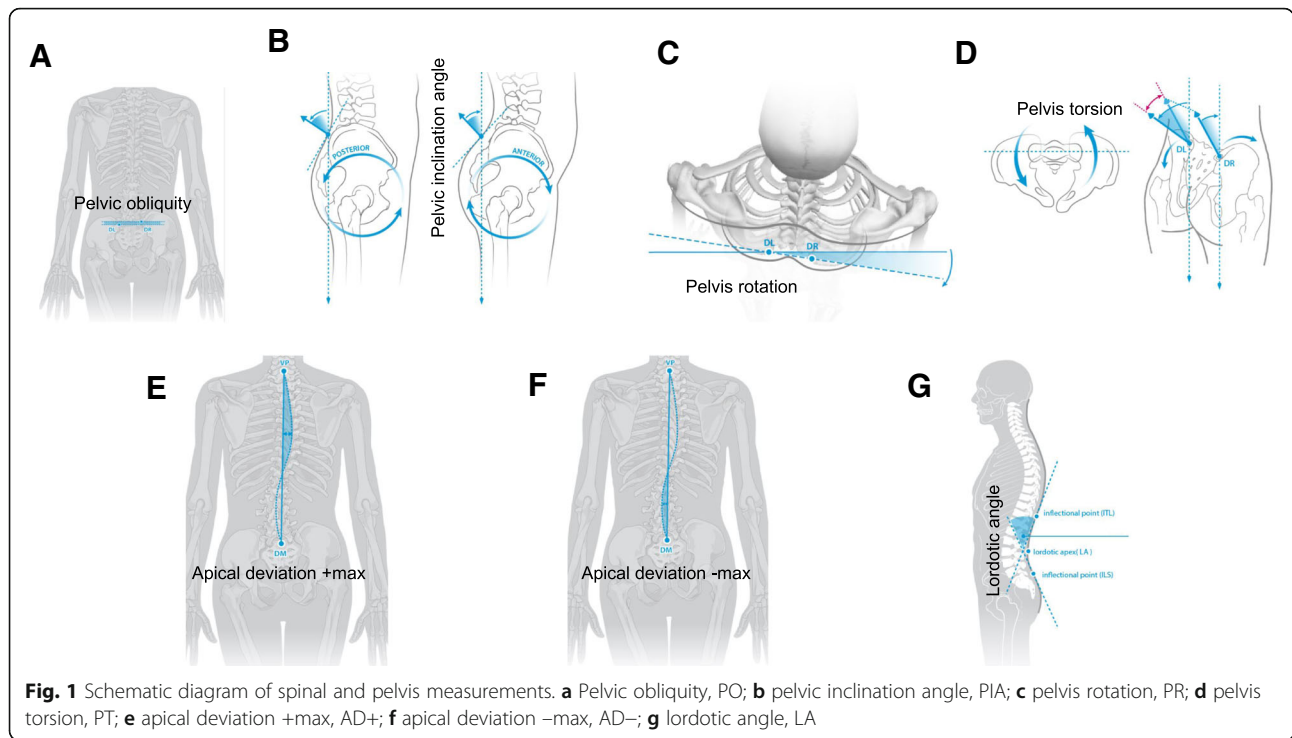 A
Pelvic obliquity
DL
DR
B
POSTERIOR
Pelvic inclination angle
ANTERIOR
C
DL
DR
Pelvis rotation
D
Pelvis torsion
DL
DR
E
VP
DM
Apical deviation +max
F
VP
DM
Apical deviation -max
G
Lordotic angle
inflectional point (ITL)
lordotic apex( LA )
inflectional point (ILS)
Fig. 1 Schematic diagram of spinal and pelvis measurements. a Pelvic obliquity, PO; b pelvic inclination angle, PIA; c pelvis rotation, PR; d pelvis
torsion, PT; e apical deviation +max, AD+; f apical deviation –max, AD–; g lordotic angle, LA